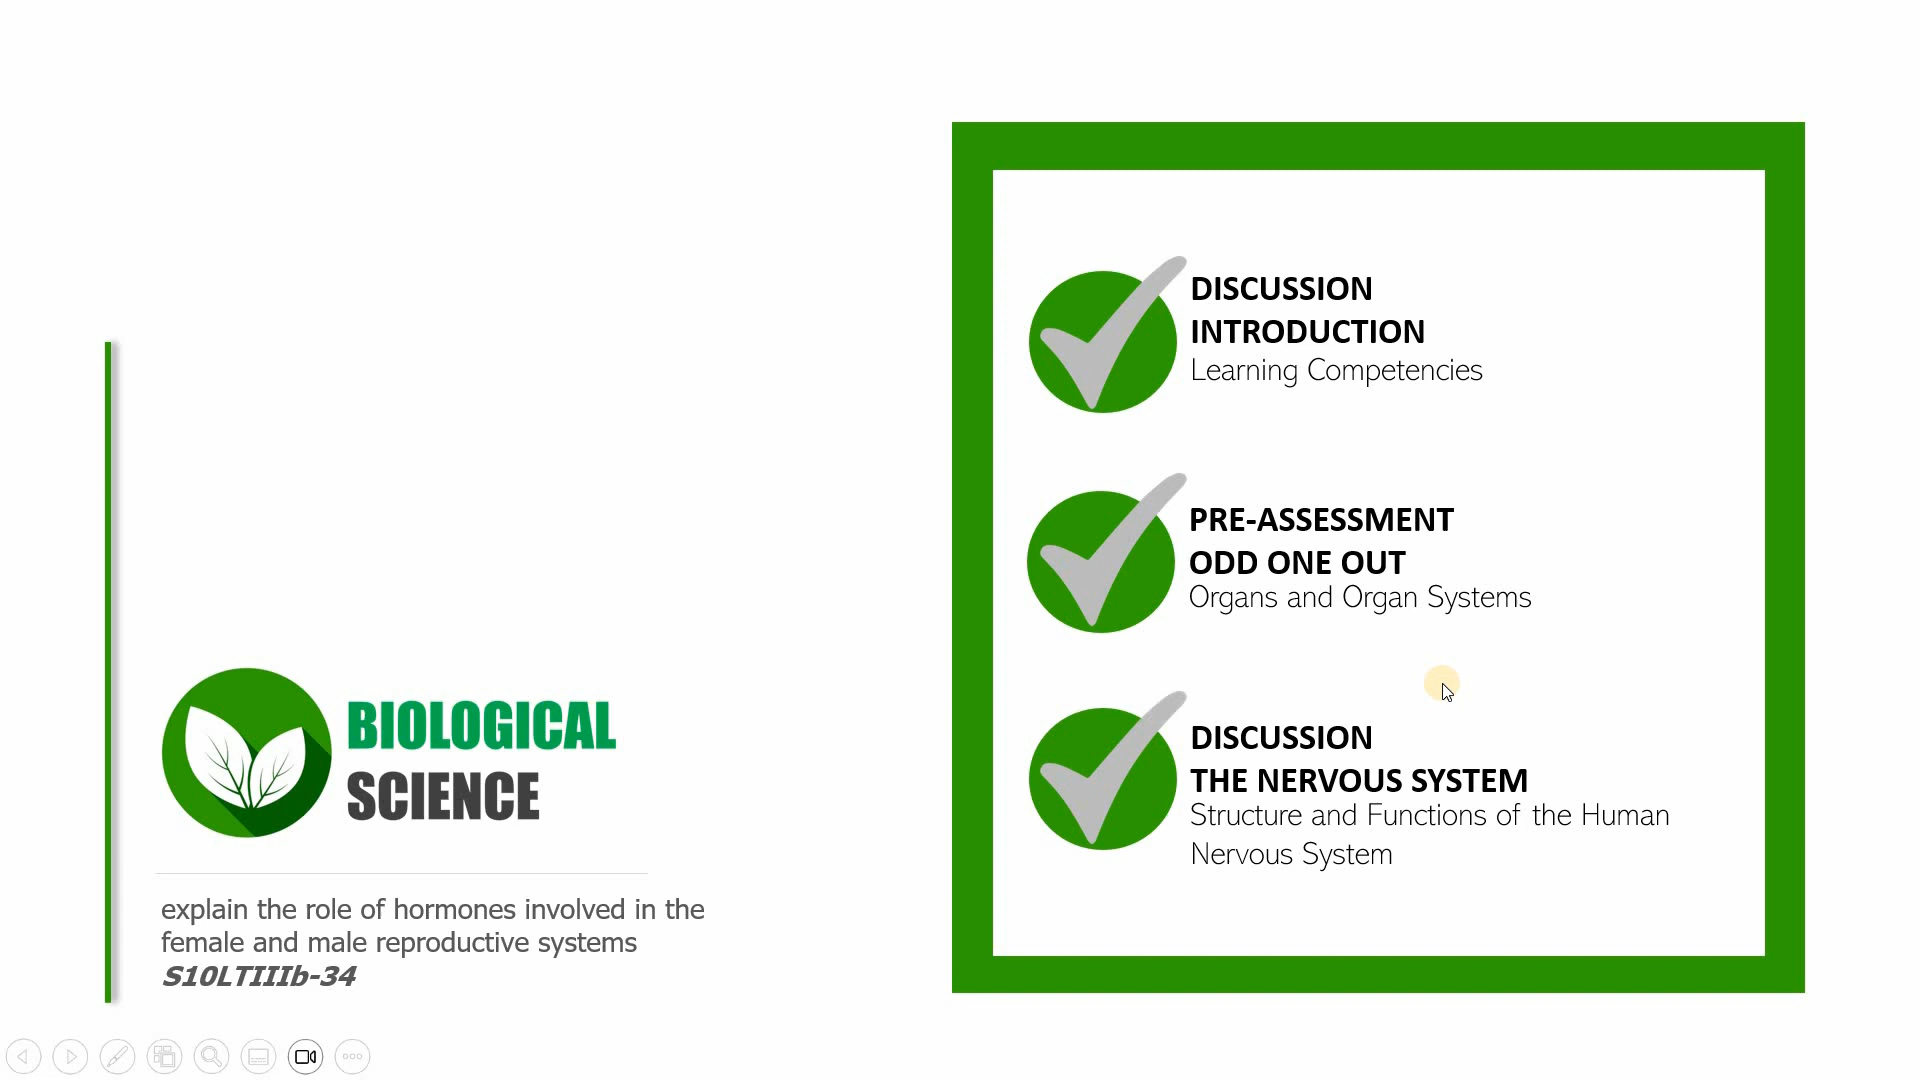 BIOLOGICAL
SCIENCE
explain the role of hormones involved in the
female and male reproductive systems
S10LTIIIb-34
DISCUSSION
INTRODUCTION
Learning Competencies
PRE-ASSESSMENT
ODD ONE OUT
Organs and Organ Systems
DISCUSSION
THE NERVOUS SYSTEM
Structure and Functions of the Human
Nervous System